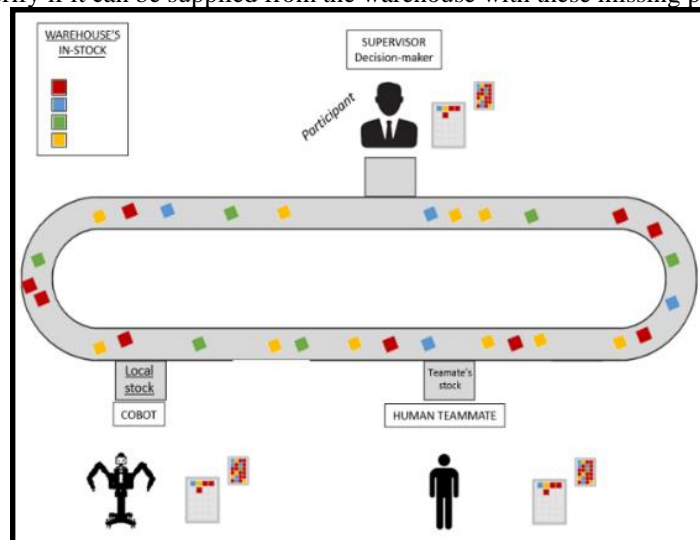 WAREHOUSE'S
IN-STOCK
SUPERVISOR
Decision-maker
Participant
Local
stock
COBOT
Teamate's
stock
HUMAN TEAMMATE